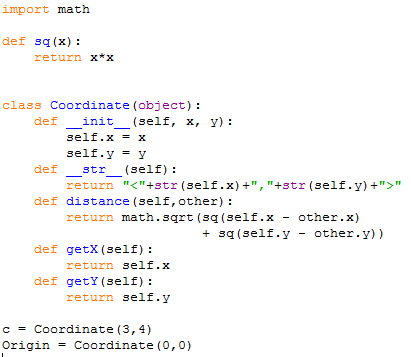 import math
def sq(x):
    return x*x
class Coordinate(object):
    def __init__(self, x, y):
        self.x = x
        self.y = y
    def __str__(self):
        return "<"+str(self.x)+","+str(self.y)+">"
    def distance(self,other):
        return math.sqrt(sq(self.x - other.x)
                         + sq(self.y - other.y))
    def getX(self):
        return self.x
    def getY(self):
        return self.y
c = Coordinate(3,4)
Origin = Coordinate(0,0)